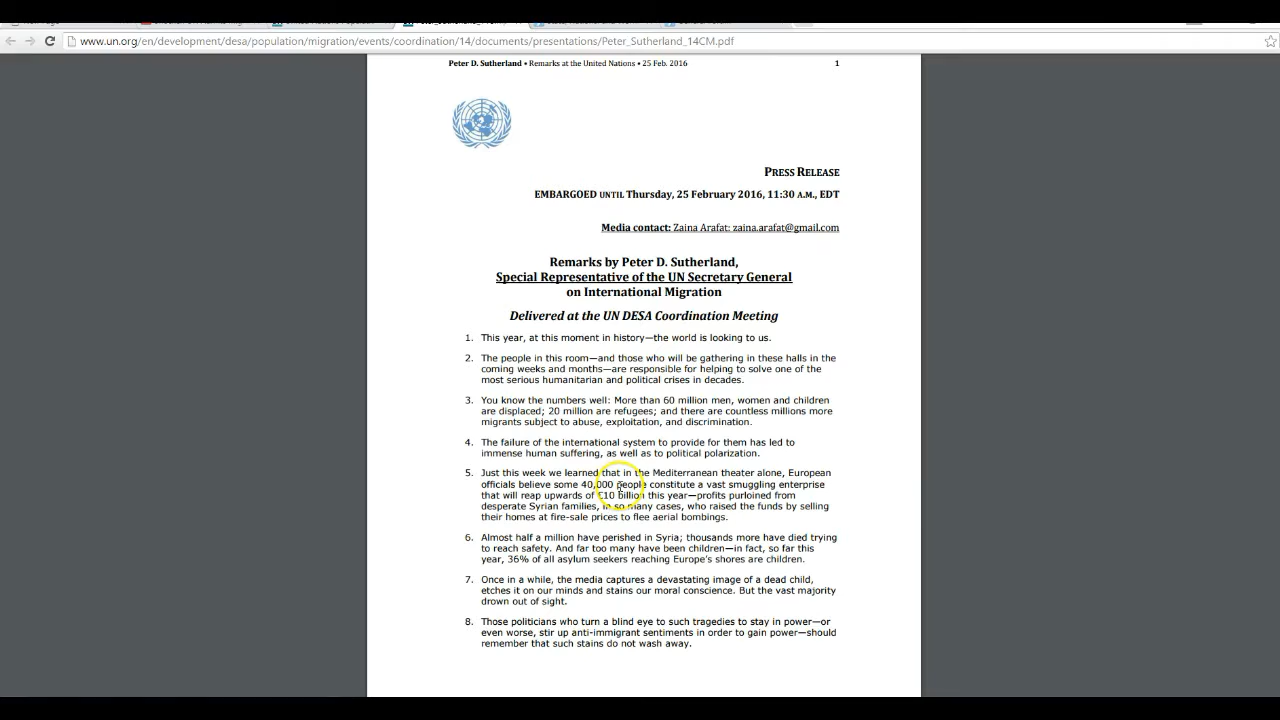 www.un.org/en/development/desa/population/migration/events/coordination/14/documents/presentations/Peter_Sutherland_14CM.pdf
Peter D. Sutherland • Remarks at the United Nations • 25 Feb. 2016 1
PRESS RELEASE
EMBARGOED UNTIL Thursday, 25 February 2016, 11:30 A.M., EDT
Media contact: Zaina Arafat: zaina.arafat@gmail.com
Remarks by Peter D. Sutherland,
Special Representative of the UN Secretary General
on International Migration
Delivered at the UN DESA Coordination Meeting
1. This year, at this moment in history—the world is looking to us.
2. The people in this room—and those who will be gathering in these halls in the
coming weeks and months—are responsible for helping to solve one of the
most serious humanitarian and political crises in decades.
3. You know the numbers well: More than 60 million men, women and children
are displaced; 20 million are refugees; and there are countless millions more
migrants subject to abuse, exploitation, and discrimination.
4. The failure of the international system to provide for them has led to
immense human suffering, as well as to political polarization.
5. Just this week we learned that in the Mediterranean theater alone, European
officials believe some 40,000 people constitute a vast smuggling enterprise
that will reap upwards of €10 billion this year—profits purloined from
desperate Syrian families, in so many cases, who raised the funds by selling
their homes at fire-sale prices to flee aerial bombings.
6. Almost half a million have perished in Syria; thousands more have died trying
to reach safety. And far too many have been children—in fact, so far this
year, 36% of all asylum seekers reaching Europe's shores are children.
7. Once in a while, the media captures a devastating image of a dead child,
etches it on our minds and stains our moral conscience. But the vast majority
drown out of sight.
8. Those politicians who turn a blind eye to such tragedies to stay in power—or
even worse, stir up anti-immigrant sentiments in order to gain power—should
remember that such stains do not wash away.